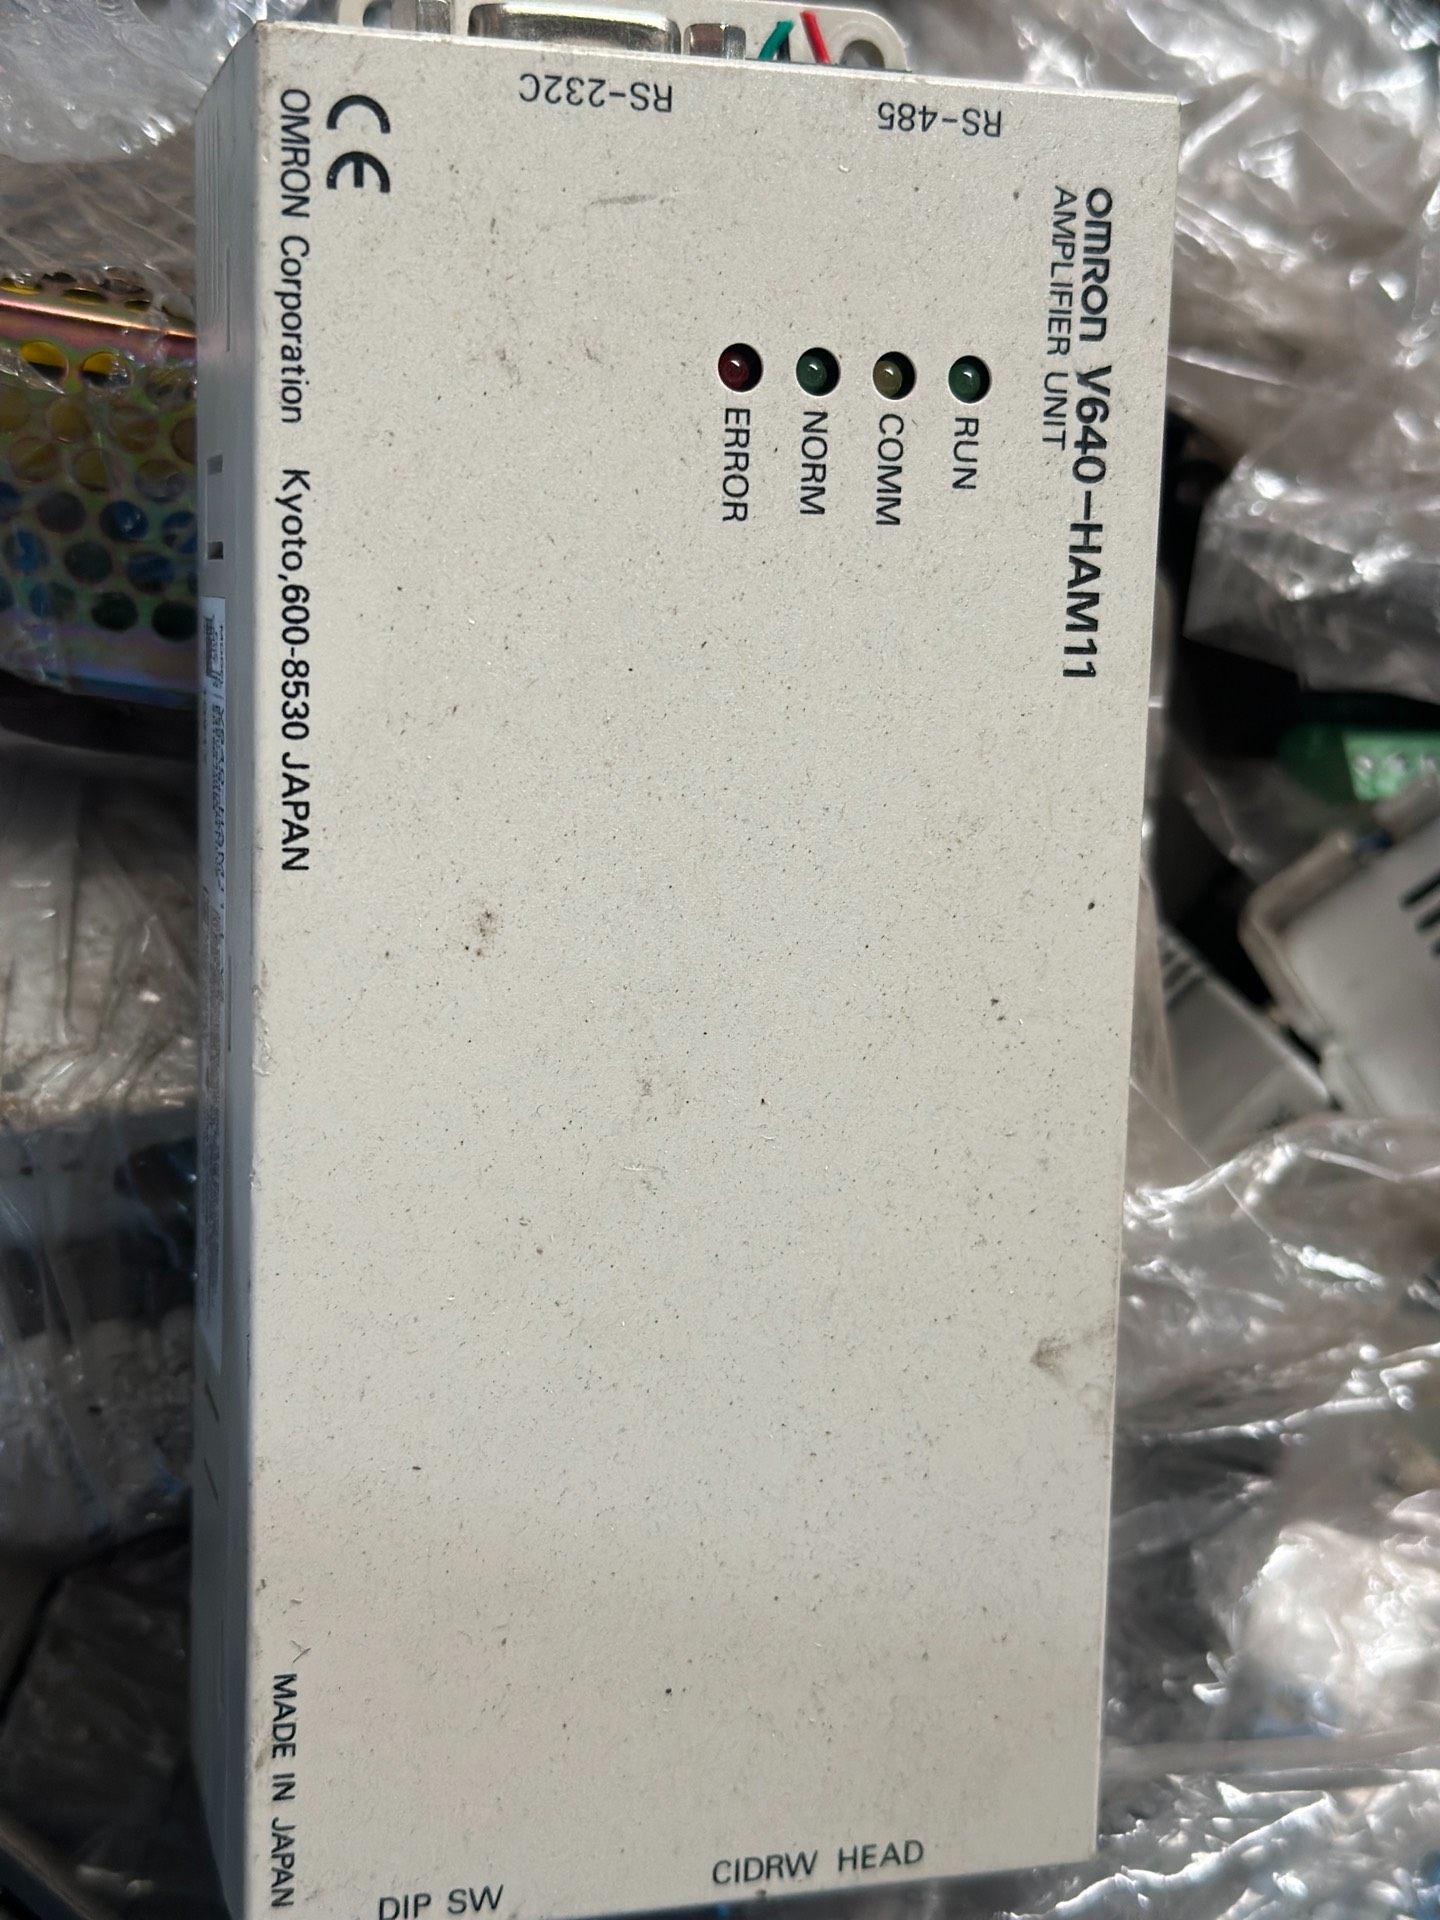 omron V640-HAM11
AMPLIFIER UNIT
RUN
COMM
NORM
ERROR
RS-485
RS-232C
CE
OMRON Corporation Kyoto,600-8530 JAPAN
MADE IN JAPAN
DIP SW
CIDRW HEAD